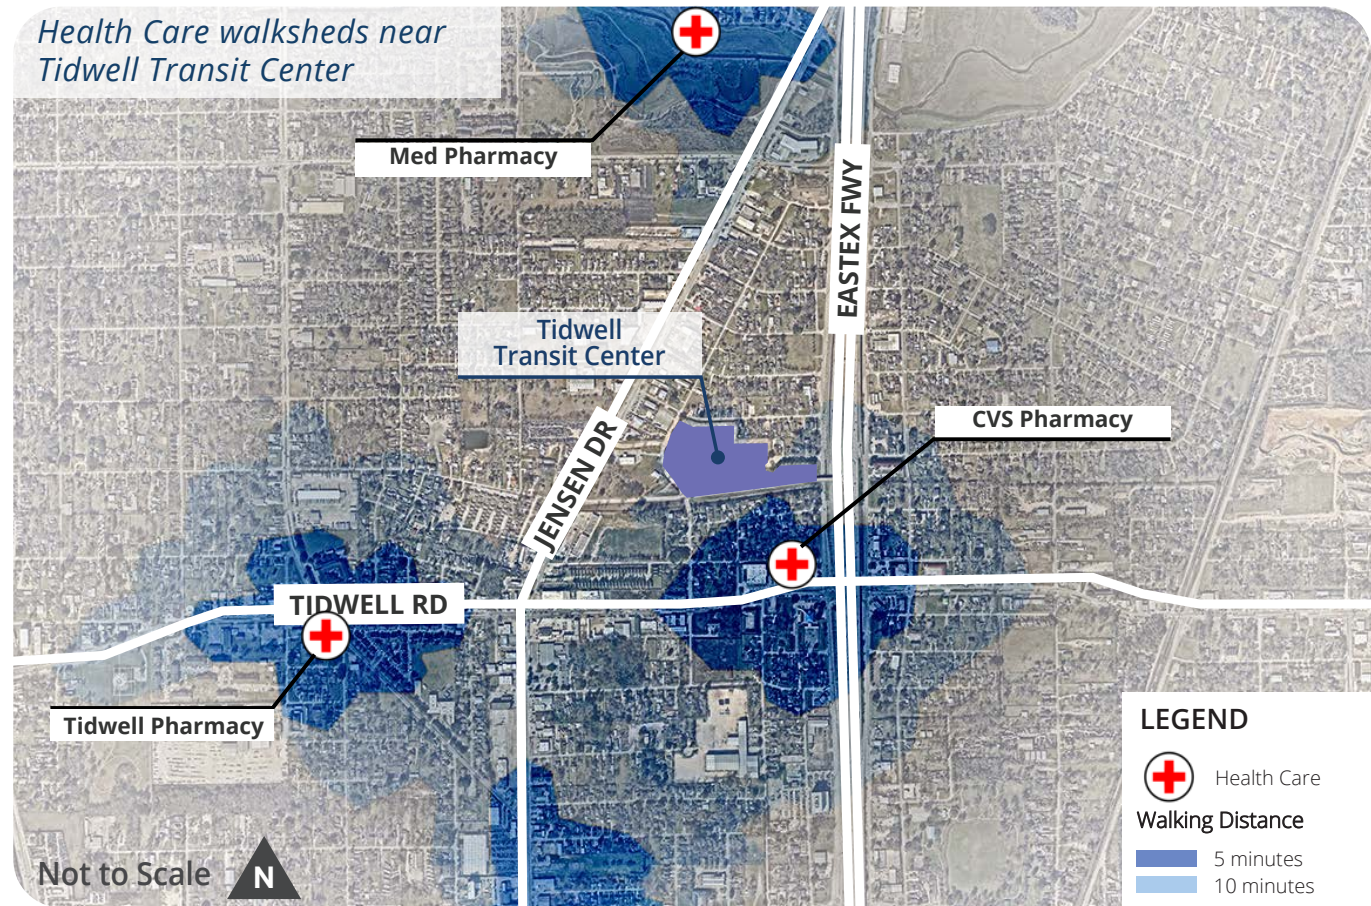 Health Care walksheds near
Tidwell Transit Center
Med Pharmacy
EASTEX FWY
Tidwell
Transit Center
CVS Pharmacy
JENSEN DR
TIDWELL RD
Tidwell Pharmacy
LEGEND
Health Care
Walking Distance
5 minutes
10 minutes
Not to Scale
N